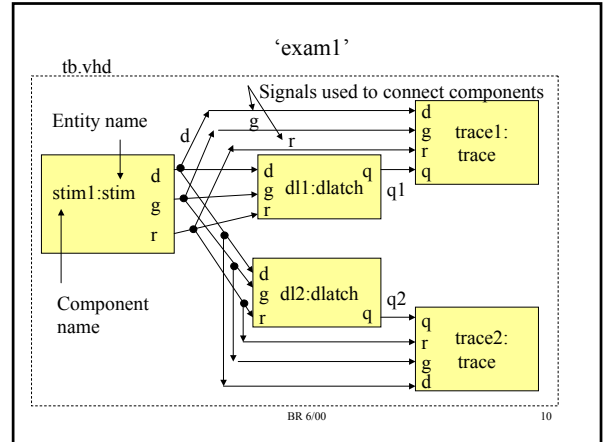 ‘exam1’
tb.vhd
Signals used to connect components
Entity name
d
g
r
d
g
r
q
trace1:
trace
stim1:stim
d
g
r
d
g
r
q
dl1:dlatch
q1
Component
name
d
g
r
q
dl2:dlatch
q2
q
r
g
d
trace2:
trace
BR 6/00
10